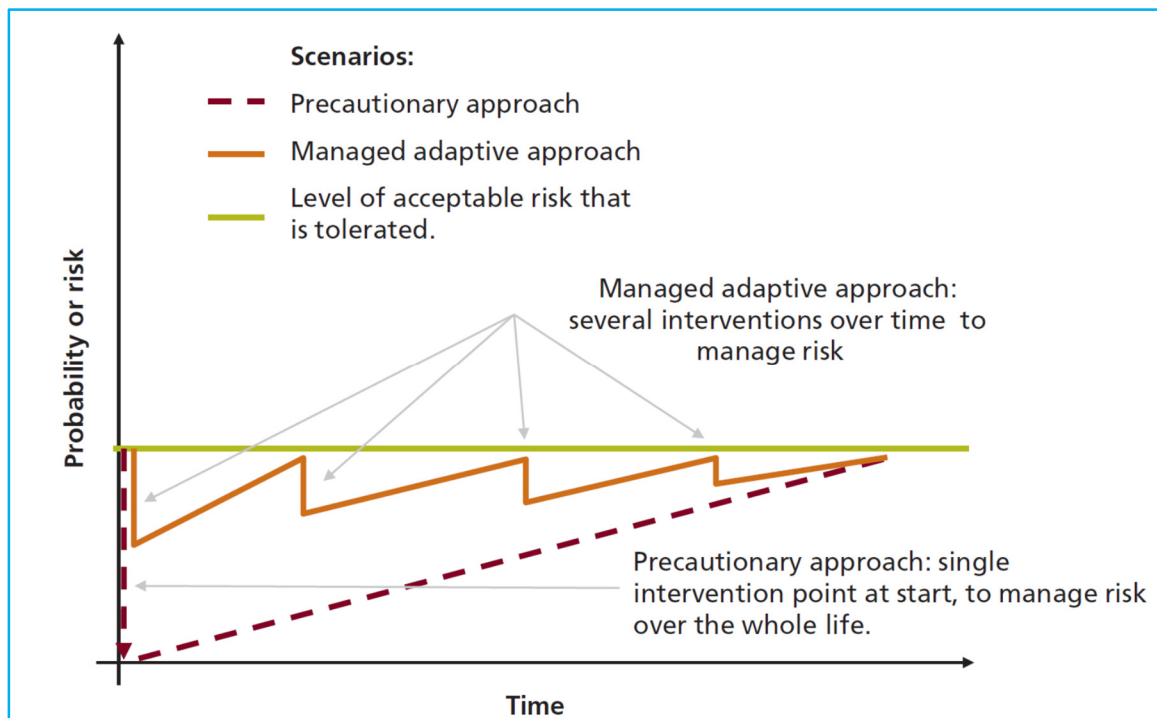 Scenarios:
Precautionary approach
Managed adaptive approach
Level of acceptable risk that
is tolerated.
Probability or risk
Managed adaptive approach:
several interventions over time to
manage risk
Precautionary approach: single
intervention point at start, to manage risk
over the whole life.
Time